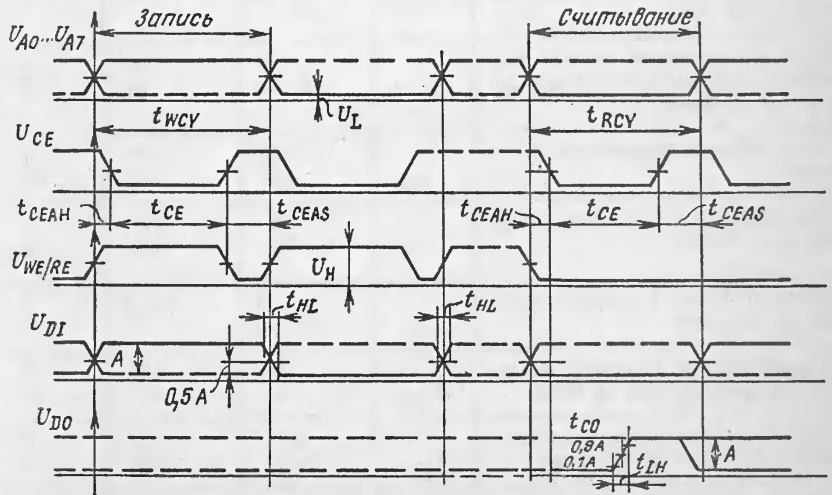 Запись
Считывание
U_A0...U_A7
U_L
t_WCY
t_RCY
U_CE
t_CEAH
t_CE
t_CEAS
t_CEAH
t_CE
t_CEAS
U_WE/RE
U_H
t_HL
t_HL
U_DI
A
0,5A
U_DO
t_CO
0,9A
0,1A
t_LH
A